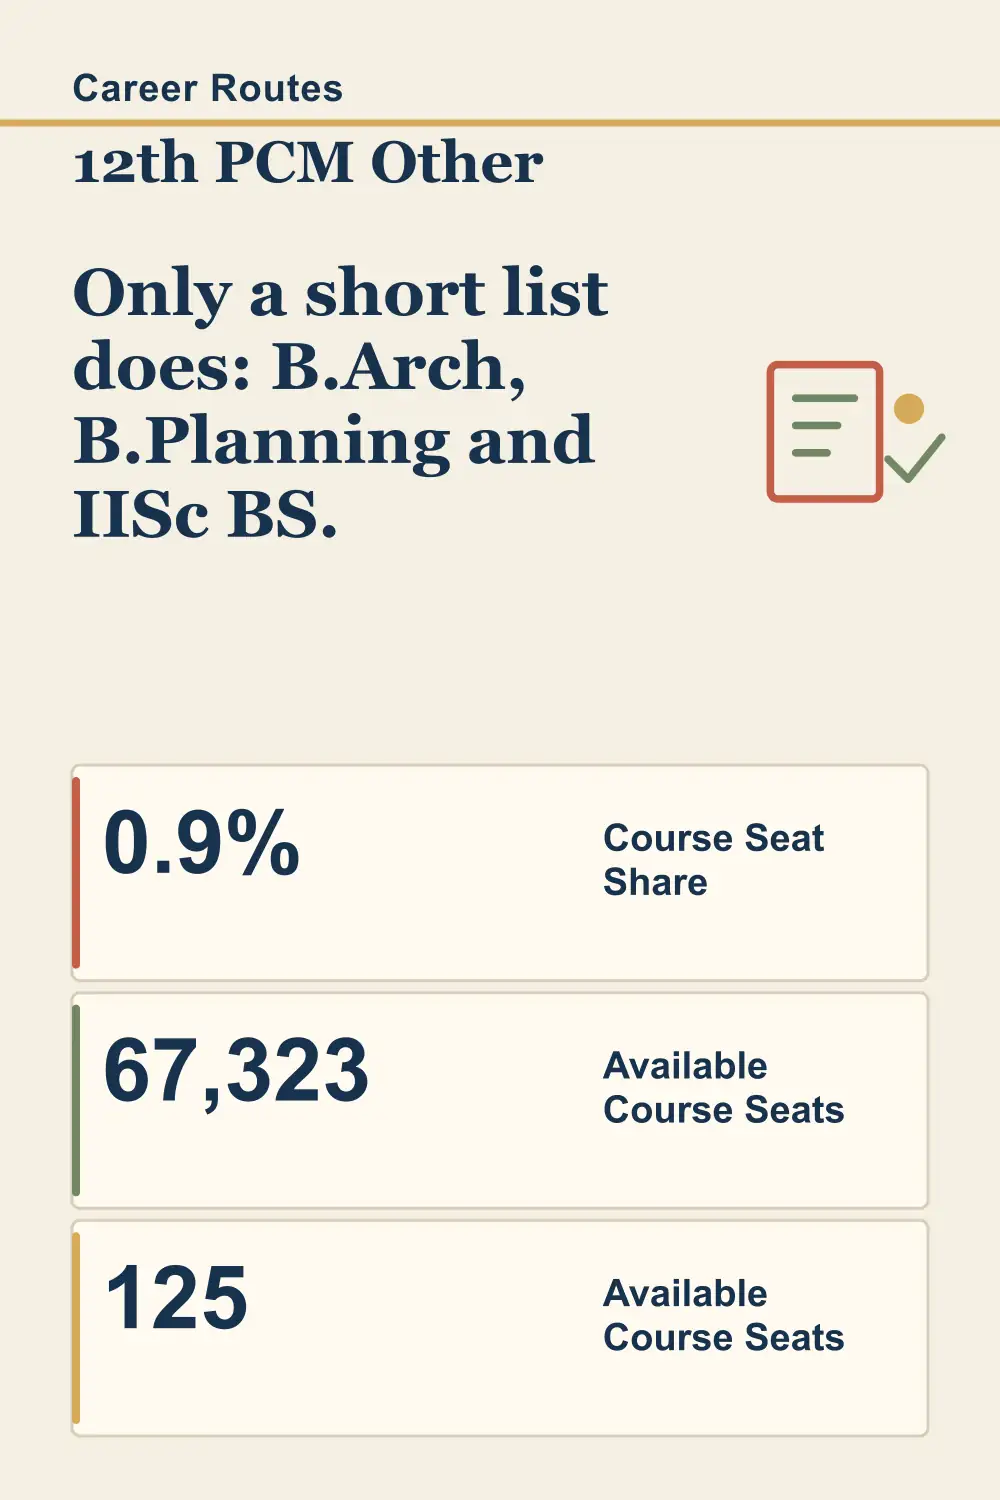 Career Routes
12th PCM Other
Only a short list
does: B.Arch,
B.Planning and
IISc BS.
0.9%
Course Seat
Share
67,323
Available
Course Seats
125
Available
Course Seats